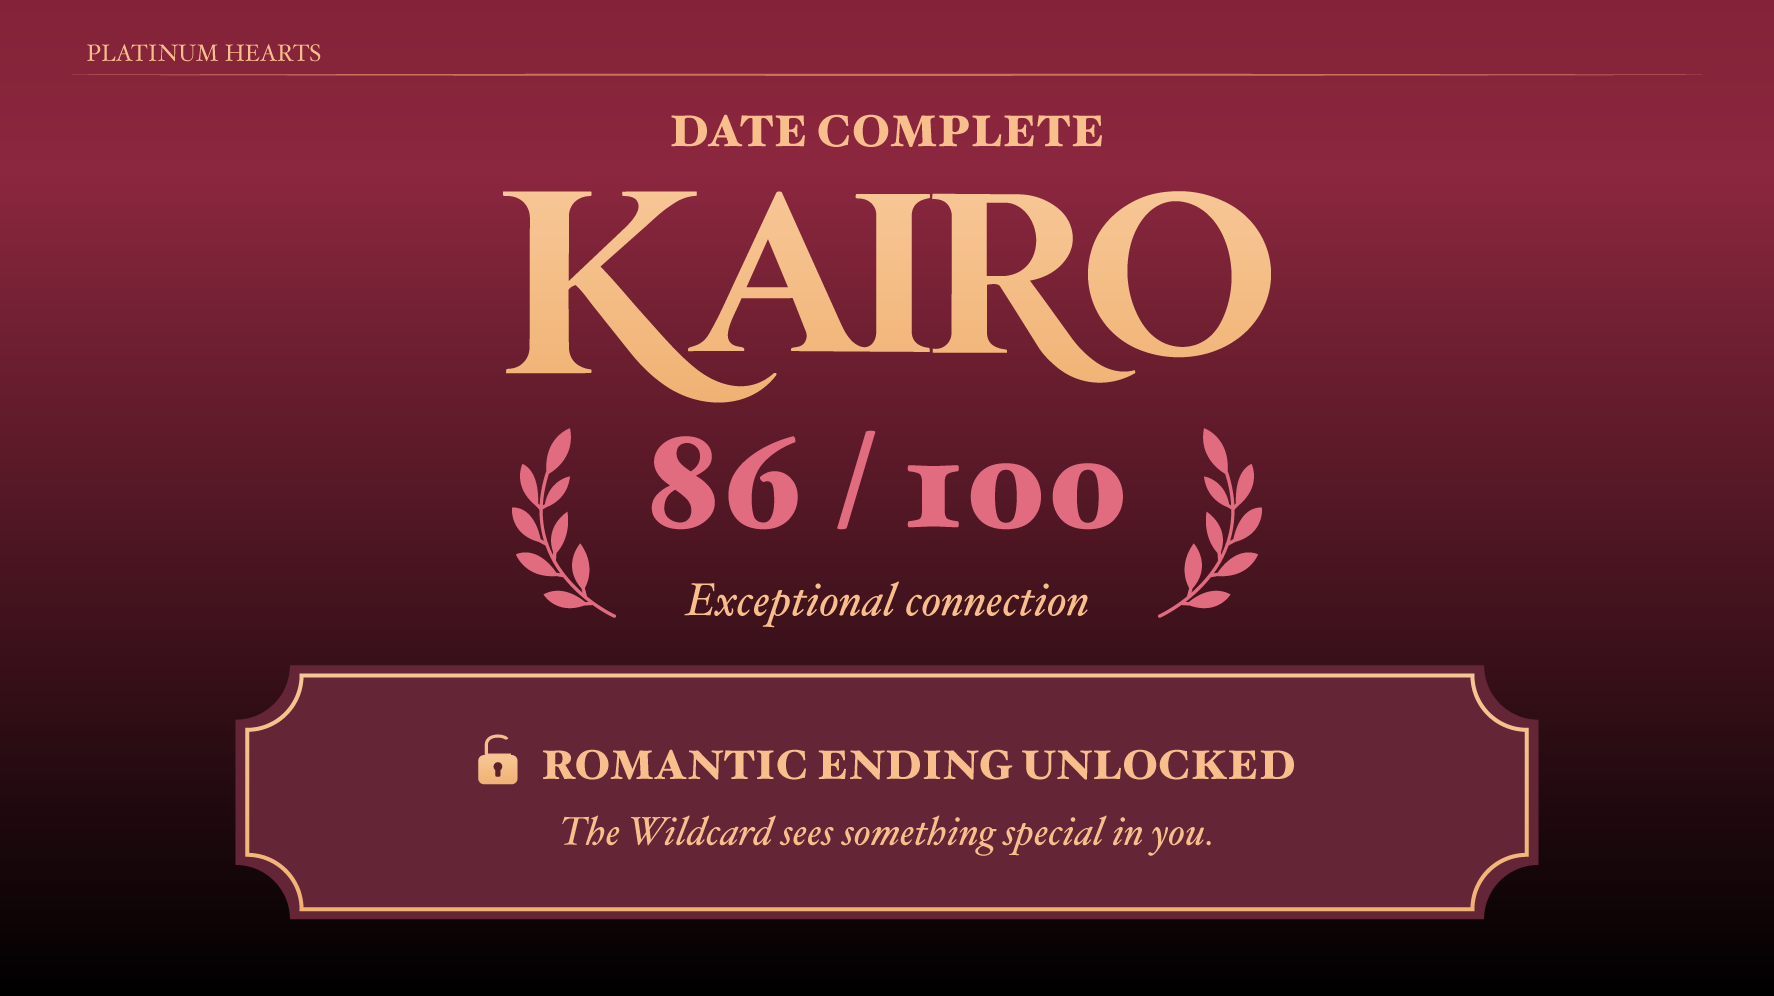 PLATINUM HEARTS
DATE COMPLETE
KAIRO
86 / 100
Exceptional connection
ROMANTIC ENDING UNLOCKED
The Wildcard sees something special in you.